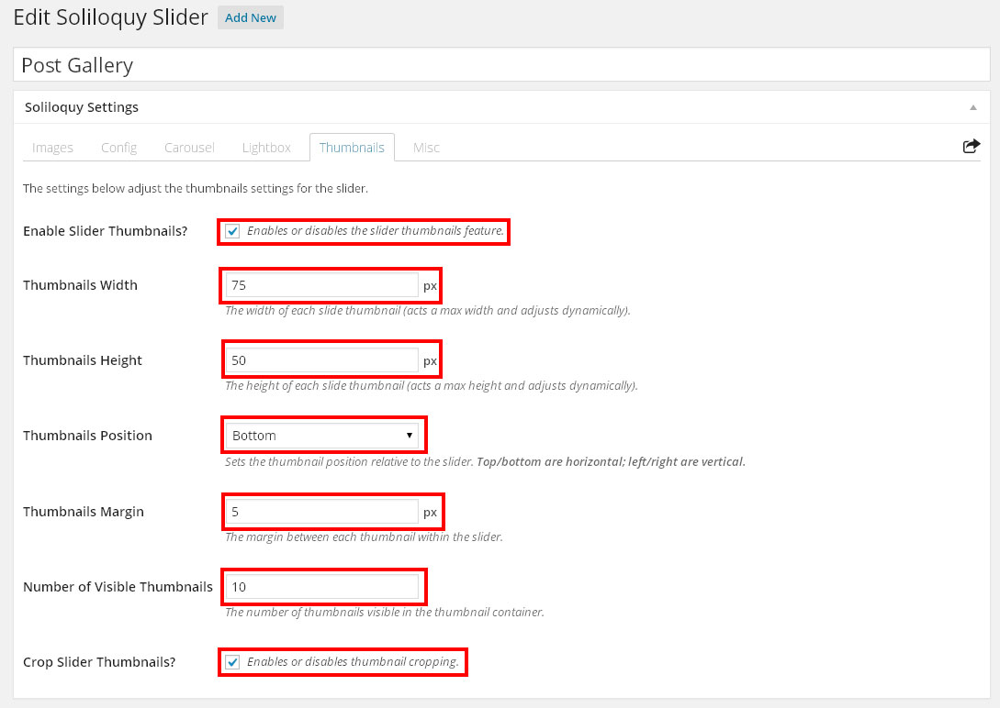 Edit Soliloquy Slider Add New
Post Gallery
Soliloquy Settings
Images Config Carousel Lightbox Thumbnails Misc
The settings below adjust the thumbnails settings for the slider.
Enable Slider Thumbnails? Enables or disables the slider thumbnails feature.
Thumbnails Width 75 px
The width of each slide thumbnail (acts a max width and adjusts dynamically).
Thumbnails Height 50 px
The height of each slide thumbnail (acts a max height and adjusts dynamically).
Thumbnails Position Bottom
Sets the thumbnail position relative to the slider. Top/bottom are horizontal; left/right are vertical.
Thumbnails Margin 5 px
The margin between each thumbnail within the slider.
Number of Visible Thumbnails 10
The number of thumbnails visible in the thumbnail container.
Crop Slider Thumbnails? Enables or disables thumbnail cropping.